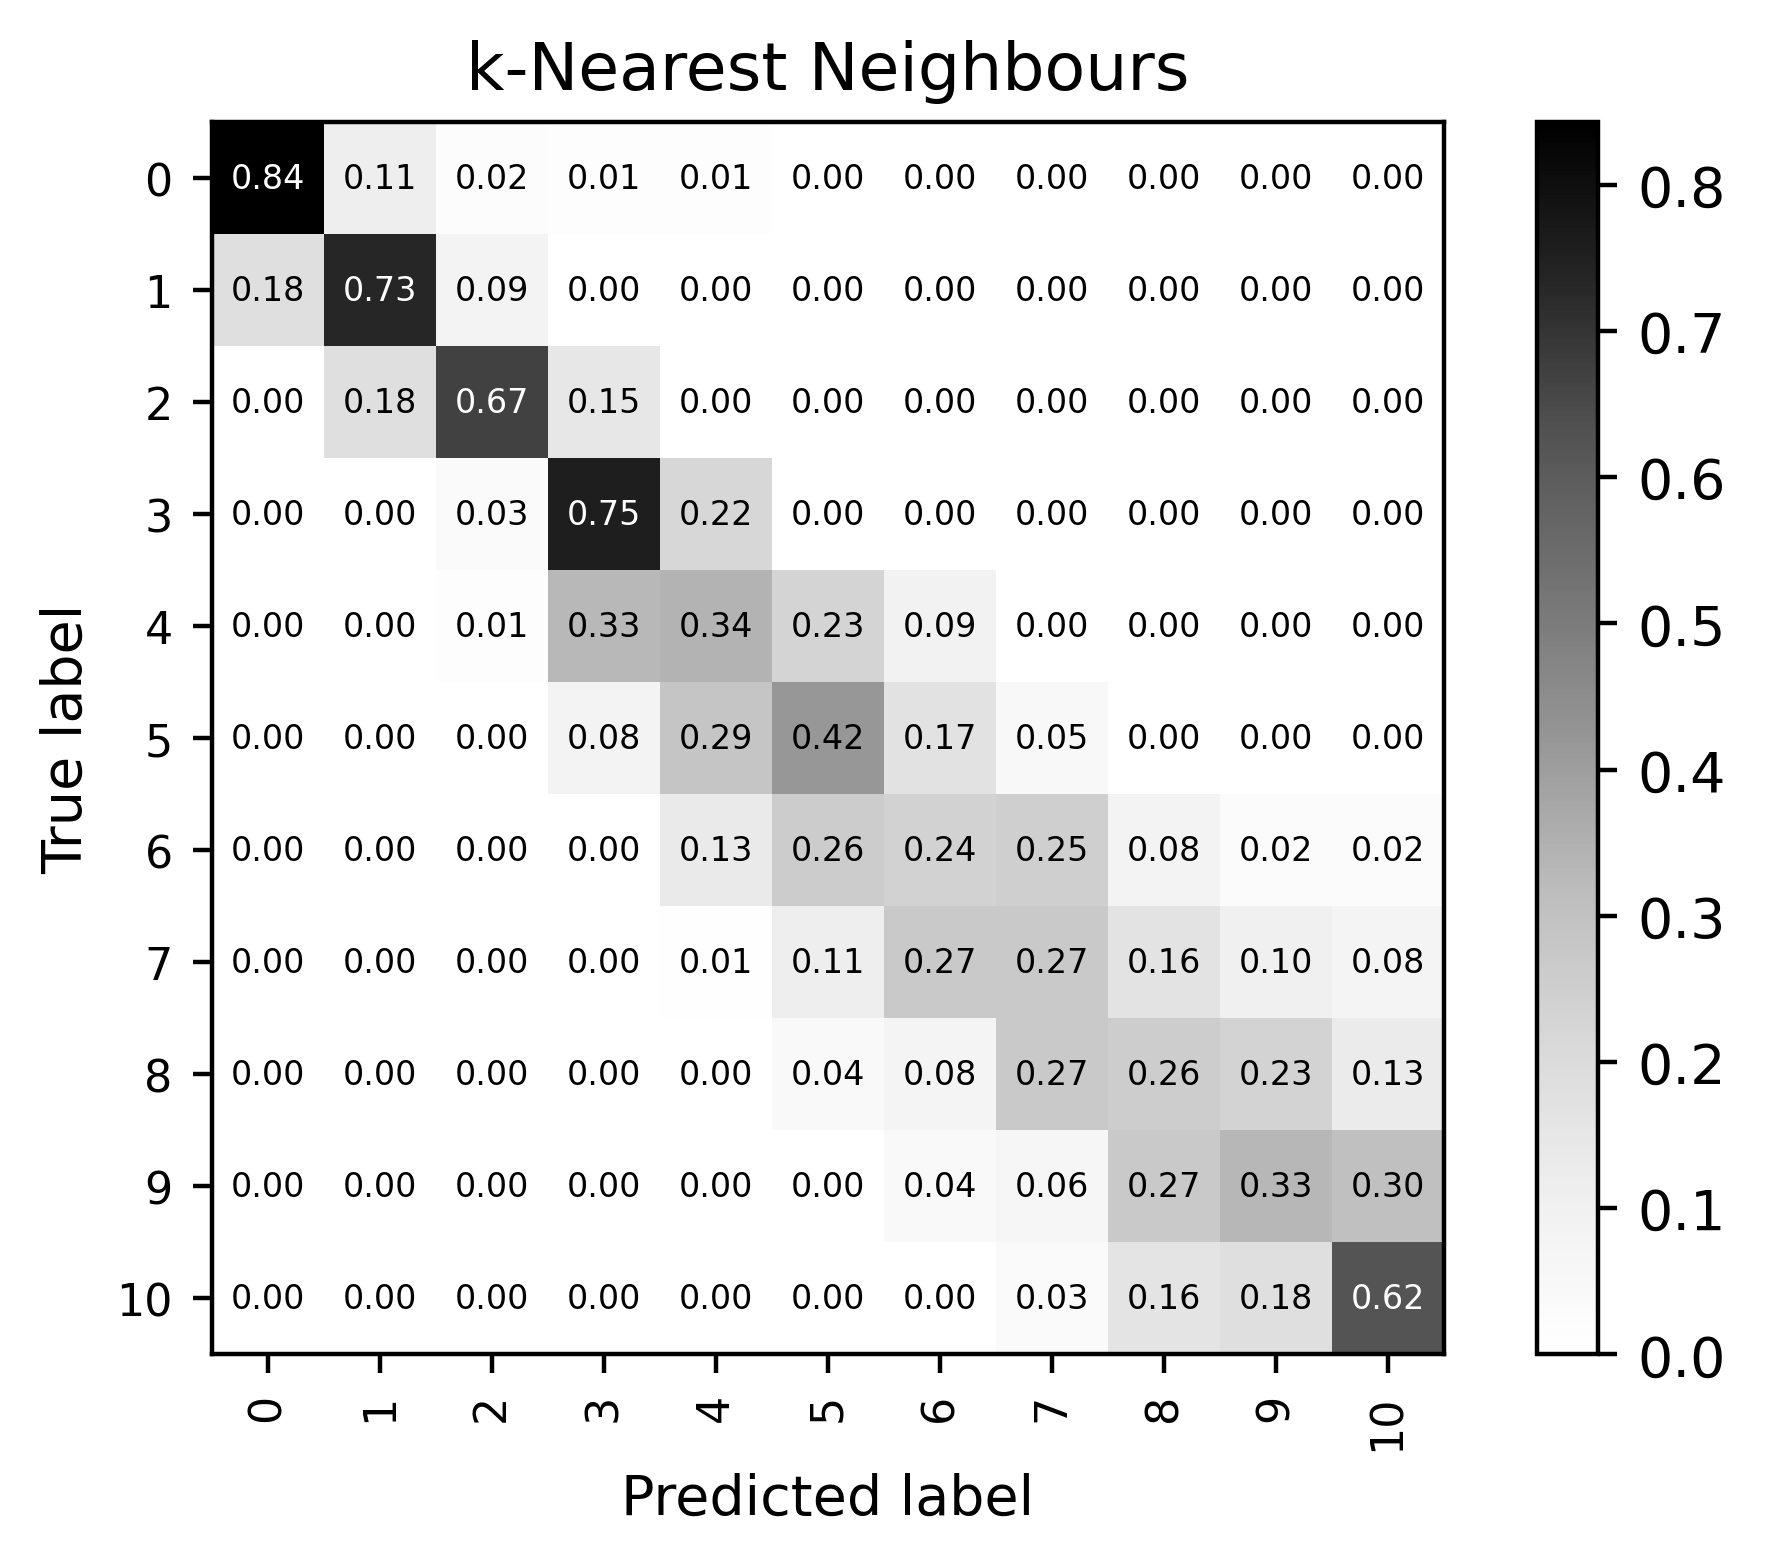 k-Nearest Neighbours
0 0.84 0.11 0.02 0.01 0.01 0.00 0.00 0.00 0.00 0.00 0.00
1 0.18 0.73 0.09 0.00 0.00 0.00 0.00 0.00 0.00 0.00 0.00
2 0.00 0.18 0.67 0.15 0.00 0.00 0.00 0.00 0.00 0.00 0.00
3 0.00 0.00 0.03 0.75 0.22 0.00 0.00 0.00 0.00 0.00 0.00
4 0.00 0.00 0.01 0.33 0.34 0.23 0.09 0.00 0.00 0.00 0.00
5 0.00 0.00 0.00 0.08 0.29 0.42 0.17 0.05 0.00 0.00 0.00
6 0.00 0.00 0.00 0.00 0.13 0.26 0.24 0.25 0.08 0.02 0.02
7 0.00 0.00 0.00 0.00 0.01 0.11 0.27 0.27 0.16 0.10 0.08
8 0.00 0.00 0.00 0.00 0.00 0.04 0.08 0.27 0.26 0.23 0.13
9 0.00 0.00 0.00 0.00 0.00 0.00 0.04 0.06 0.27 0.33 0.30
10 0.00 0.00 0.00 0.00 0.00 0.00 0.00 0.03 0.16 0.18 0.62
0 1 2 3 4 5 6 7 8 9 10
Predicted label
True label
0.8
0.7
0.6
0.5
0.4
0.3
0.2
0.1
0.0